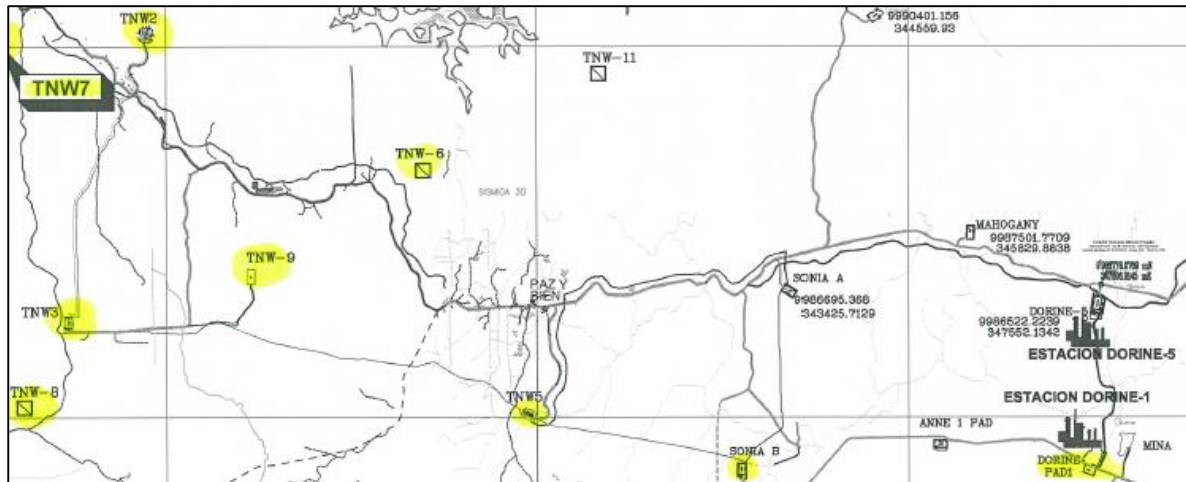 TNW2
9990401.156
344559.93
TNW-11
TNW7
TNW-6
SISMICA 3D
MAHOGANY
9987501.7709
345829.8838
TNW-9
SONIA A
9986695.368
343425.7129
PAZ Y
BIEN
TNW3
DORINE-5
9986522.2239
347552.1342
ESTACION DORINE-5
TNW-8
TNW5
ESTACION DORINE-1
ANNE 1 PAD
MINA
SONIA B
DORINE
PAD1